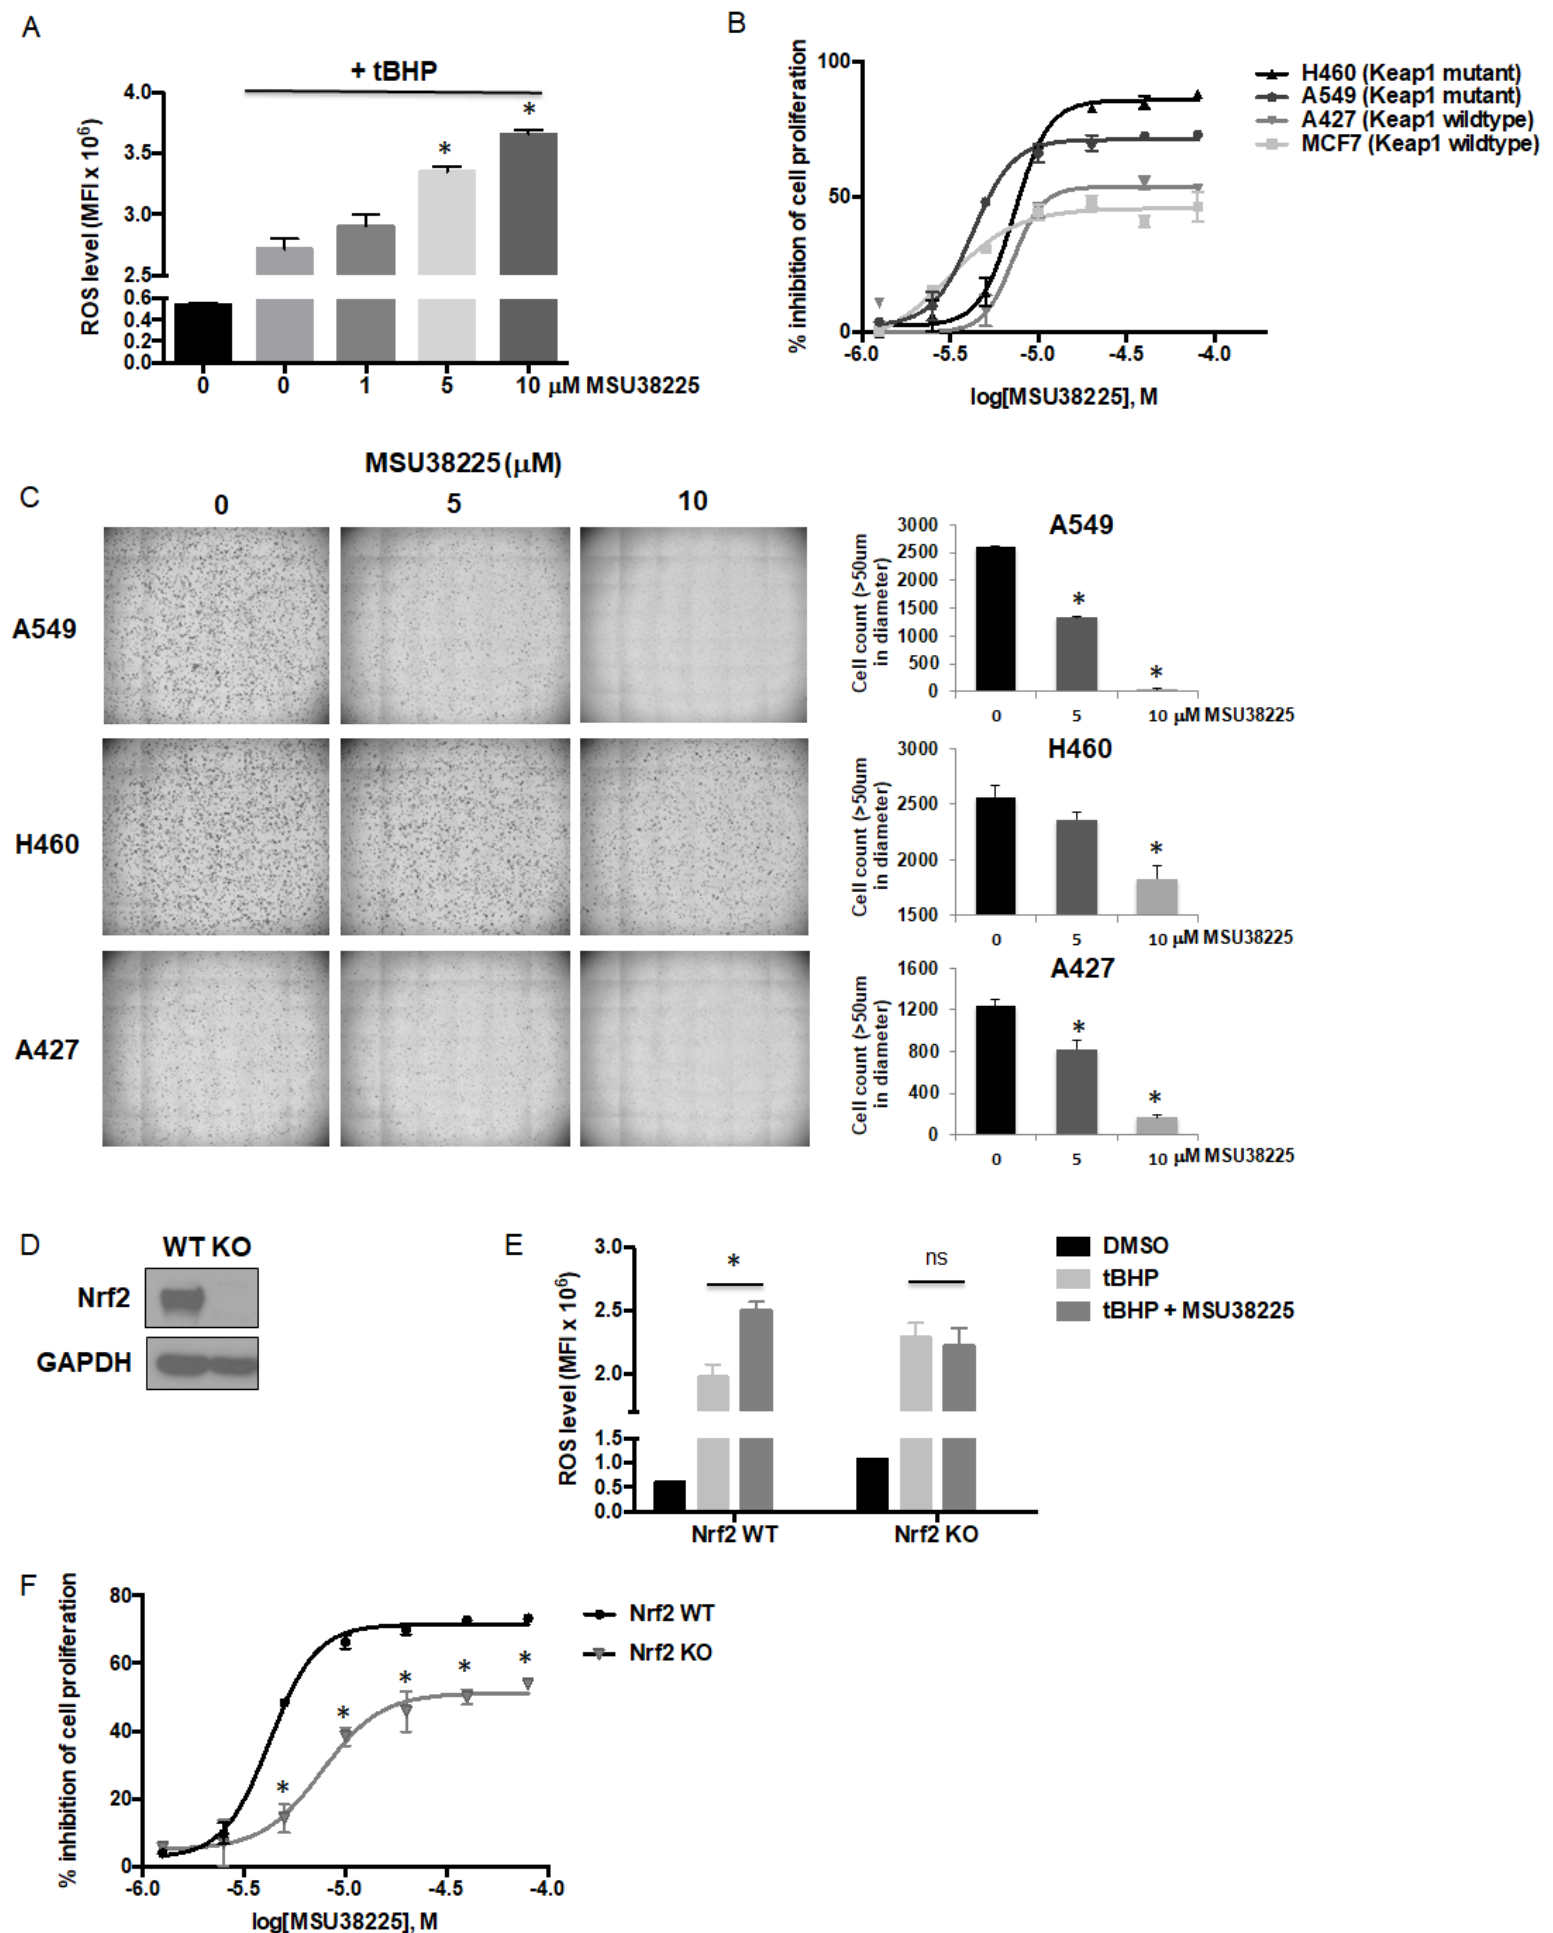 A
+ tBHP
ROS level (MFI x 10⁶)
4.0
3.5
3.0
2.5
0.6
0.4
0.2
0.0
0 0 1 5 10 μM MSU38225
*
*
B
% inhibition of cell proliferation
100
50
0
-6.0 -5.5 -5.0 -4.5 -4.0
log[MSU38225], M
H460 (Keap1 mutant)
A549 (Keap1 mutant)
A427 (Keap1 wildtype)
MCF7 (Keap1 wildtype)
C
MSU38225 (μM)
0 5 10
A549
H460
A427
A549
Cell count (>50um
in diameter)
3000
2500
2000
1500
1000
500
0
*
*
0 5 10 μM MSU38225
H460
Cell count (>50um
in diameter)
3000
2500
2000
1500
*
0 5 10 μM MSU38225
A427
Cell count (>50um
in diameter)
1600
1200
800
400
0
*
*
0 5 10 μM MSU38225
D
WT KO
Nrf2
GAPDH
E
ROS level (MFI x 10⁶)
3.0
2.5
2.0
1.5
1.0
0.5
0.0
*
ns
Nrf2 WT Nrf2 KO
DMSO
tBHP
tBHP + MSU38225
F
% inhibition of cell proliferation
80
60
40
20
0
*
*
*
*
*
-6.0 -5.5 -5.0 -4.5 -4.0
log[MSU38225], M
Nrf2 WT
Nrf2 KO